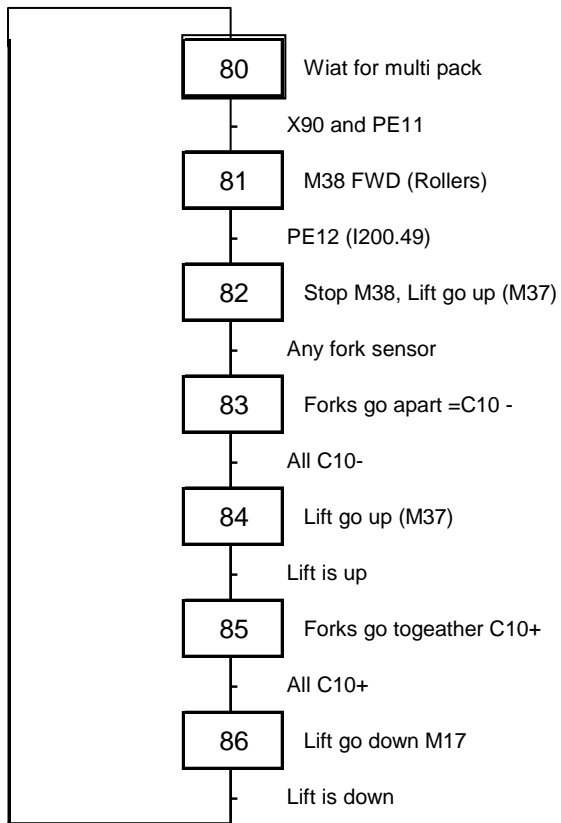 80 Wiat for multi pack
X90 and PE11
81 M38 FWD (Rollers)
PE12 (I200.49)
82 Stop M38, Lift go up (M37)
Any fork sensor
83 Forks go apart =C10 -
All C10-
84 Lift go up (M37)
Lift is up
85 Forks go togeather C10+
All C10+
86 Lift go down M17
Lift is down